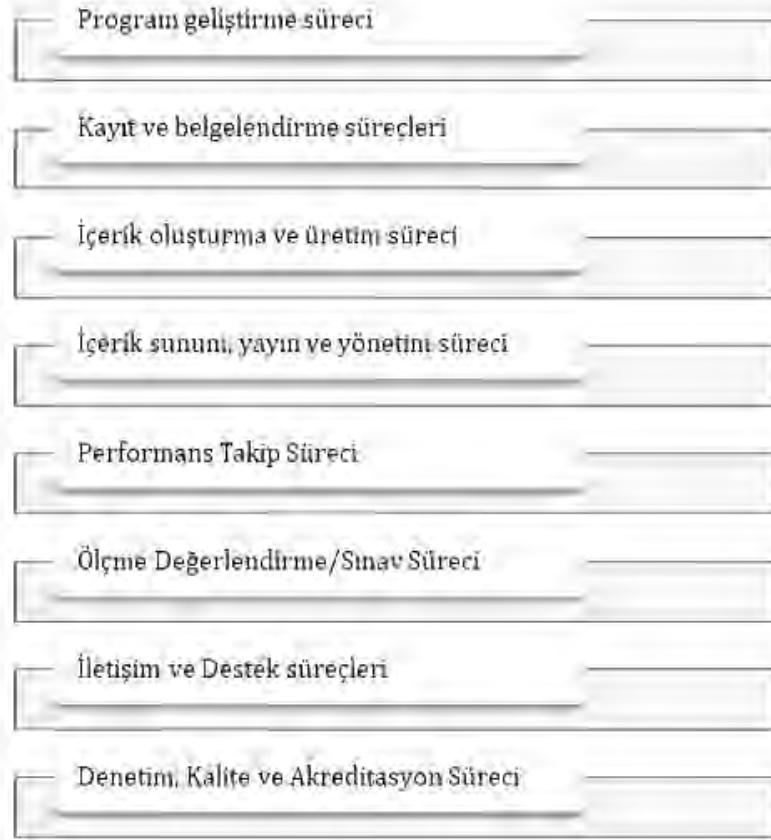 Program geliştirme süreci
Kayıt ve belgelendirme süreçleri
İçerik oluşturma ve üretim süreci
İçerik sunum, yayın ve yönetim süreci
Performans Takip Süreci
Ölçme Değerlendirme/Sınav Süreci
İletişim ve Destek süreçleri
Denetim, Kalite ve Akreditasyon Süreci